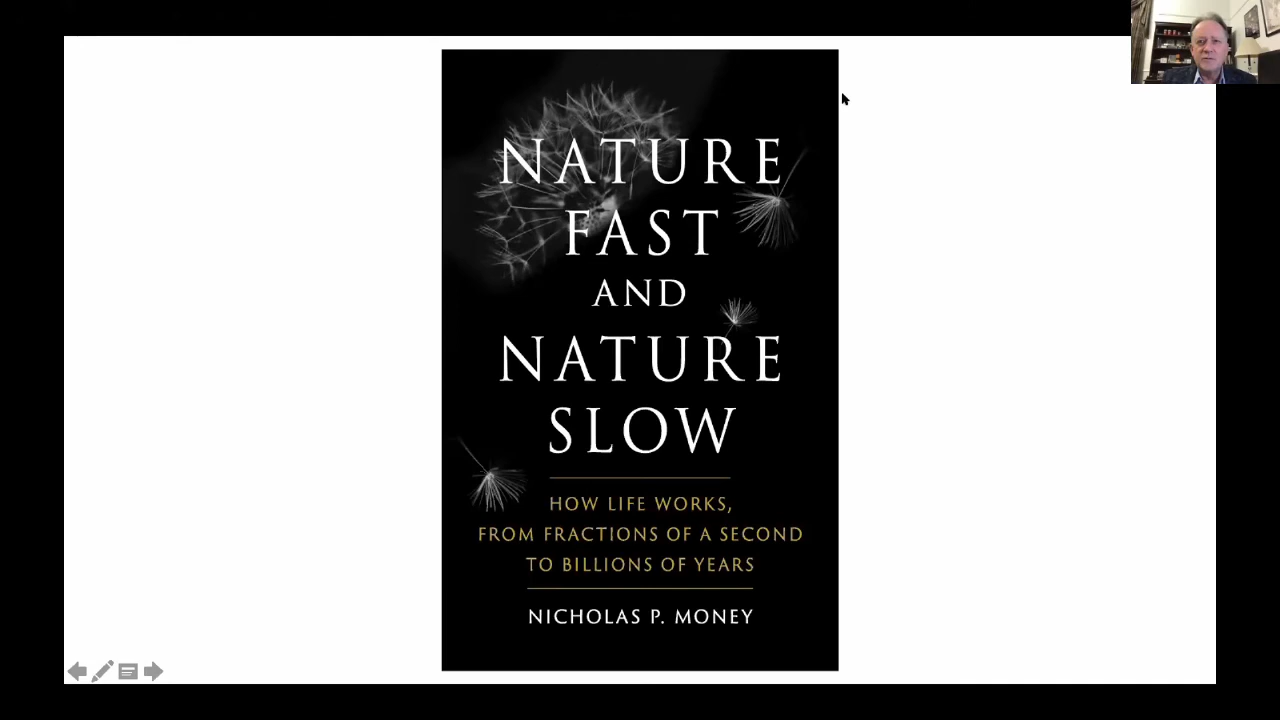 NATURE
FAST
AND
NATURE
SLOW
HOW LIFE WORKS,
FROM FRACTIONS OF A SECOND
TO BILLIONS OF YEARS
NICHOLAS P. MONEY